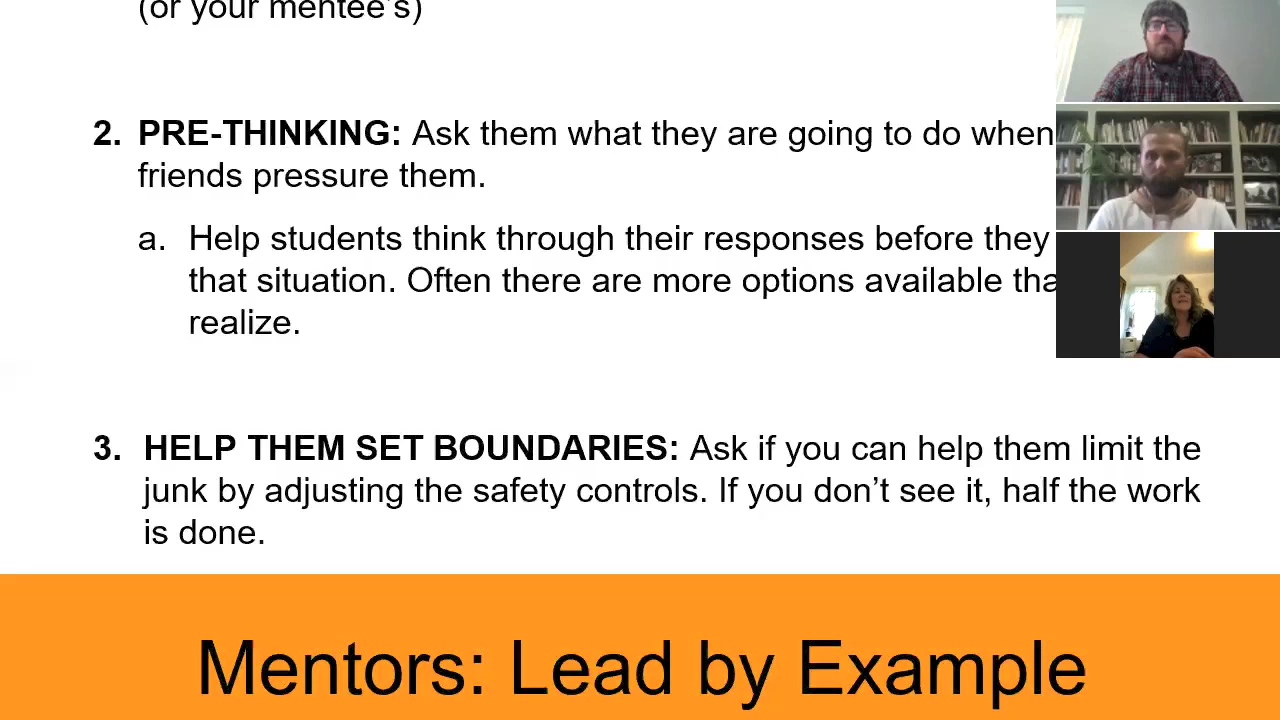 (or your mentee's)
2. PRE-THINKING: Ask them what they are going to do when
friends pressure them.
a. Help students think through their responses before they
that situation. Often there are more options available
realize.
3. HELP THEM SET BOUNDARIES: Ask if you can help them limit the
junk by adjusting the safety controls. If you don’t see it, half the work
is done.
Mentors: Lead by Example